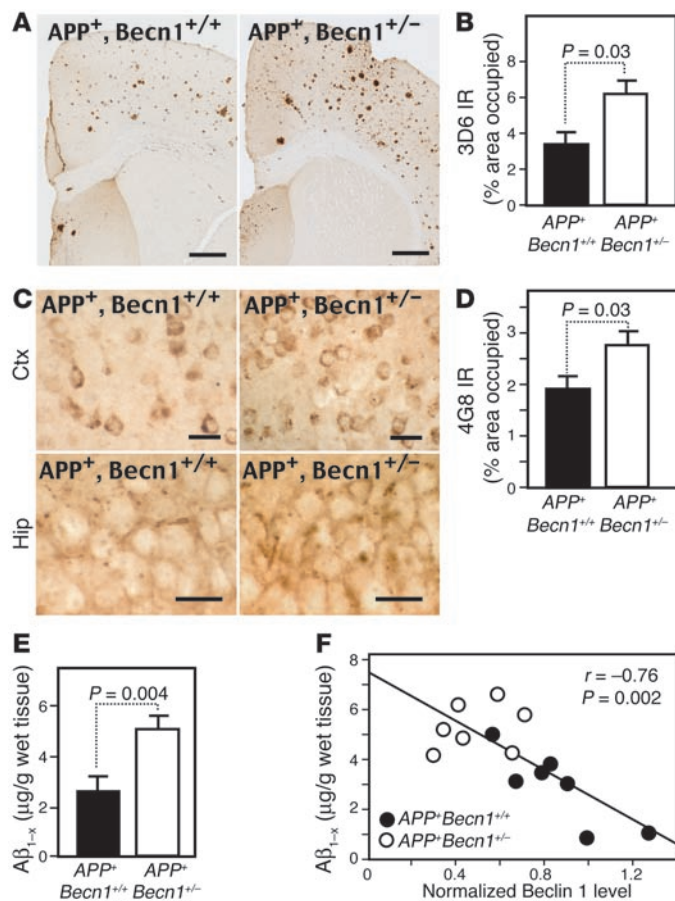 A
APP⁺, Becn1⁺/⁺
APP⁺, Becn1⁺/⁻
B
3D6 IR
(% area occupied)
8
6
4
2
0
P = 0.03
APP⁺
Becn1⁺/⁺
APP⁺
Becn1⁺/⁻
C
Ctx
APP⁺, Becn1⁺/⁺
APP⁺, Becn1⁺/⁻
Hip
APP⁺, Becn1⁺/⁺
APP⁺, Becn1⁺/⁻
D
4G8 IR
(% area occupied)
3
2
1
0
P = 0.03
APP⁺
Becn1⁺/⁺
APP⁺
Becn1⁺/⁻
E
Aβ₁₋ₓ (µg/g wet tissue)
6
4
2
0
P = 0.004
APP⁺
Becn1⁺/⁺
APP⁺
Becn1⁺/⁻
F
Aβ₁₋ₓ (µg/g wet tissue)
8
6
4
2
0
r = –0.76
P = 0.002
APP⁺Becn1⁺/⁺
APP⁺Becn1⁺/⁻
0 0.4 0.8 1.2
Normalized Beclin 1 level